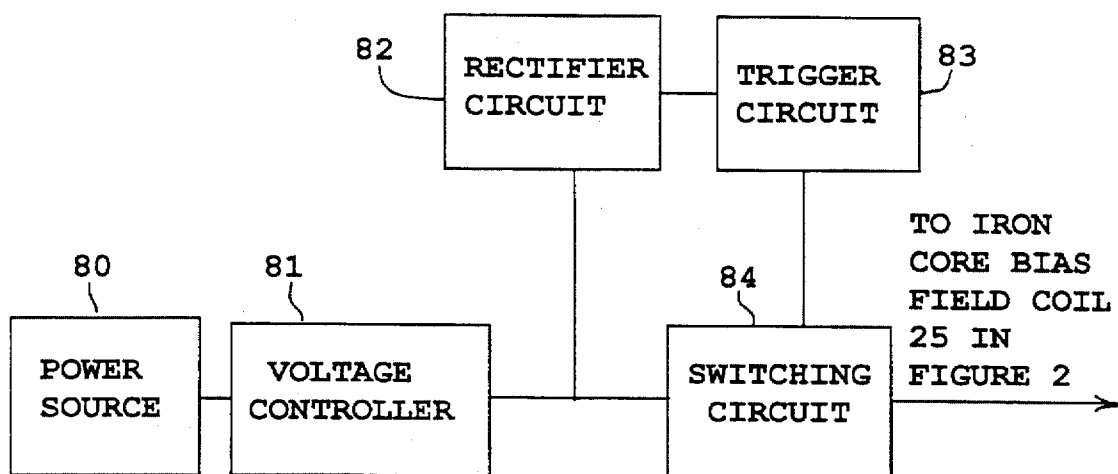 82
RECTIFIER
CIRCUIT
TRIGGER
CIRCUIT
83
TO IRON
CORE BIAS
FIELD COIL
25 IN
FIGURE 2
80
POWER
SOURCE
81
VOLTAGE
CONTROLLER
84
SWITCHING
CIRCUIT